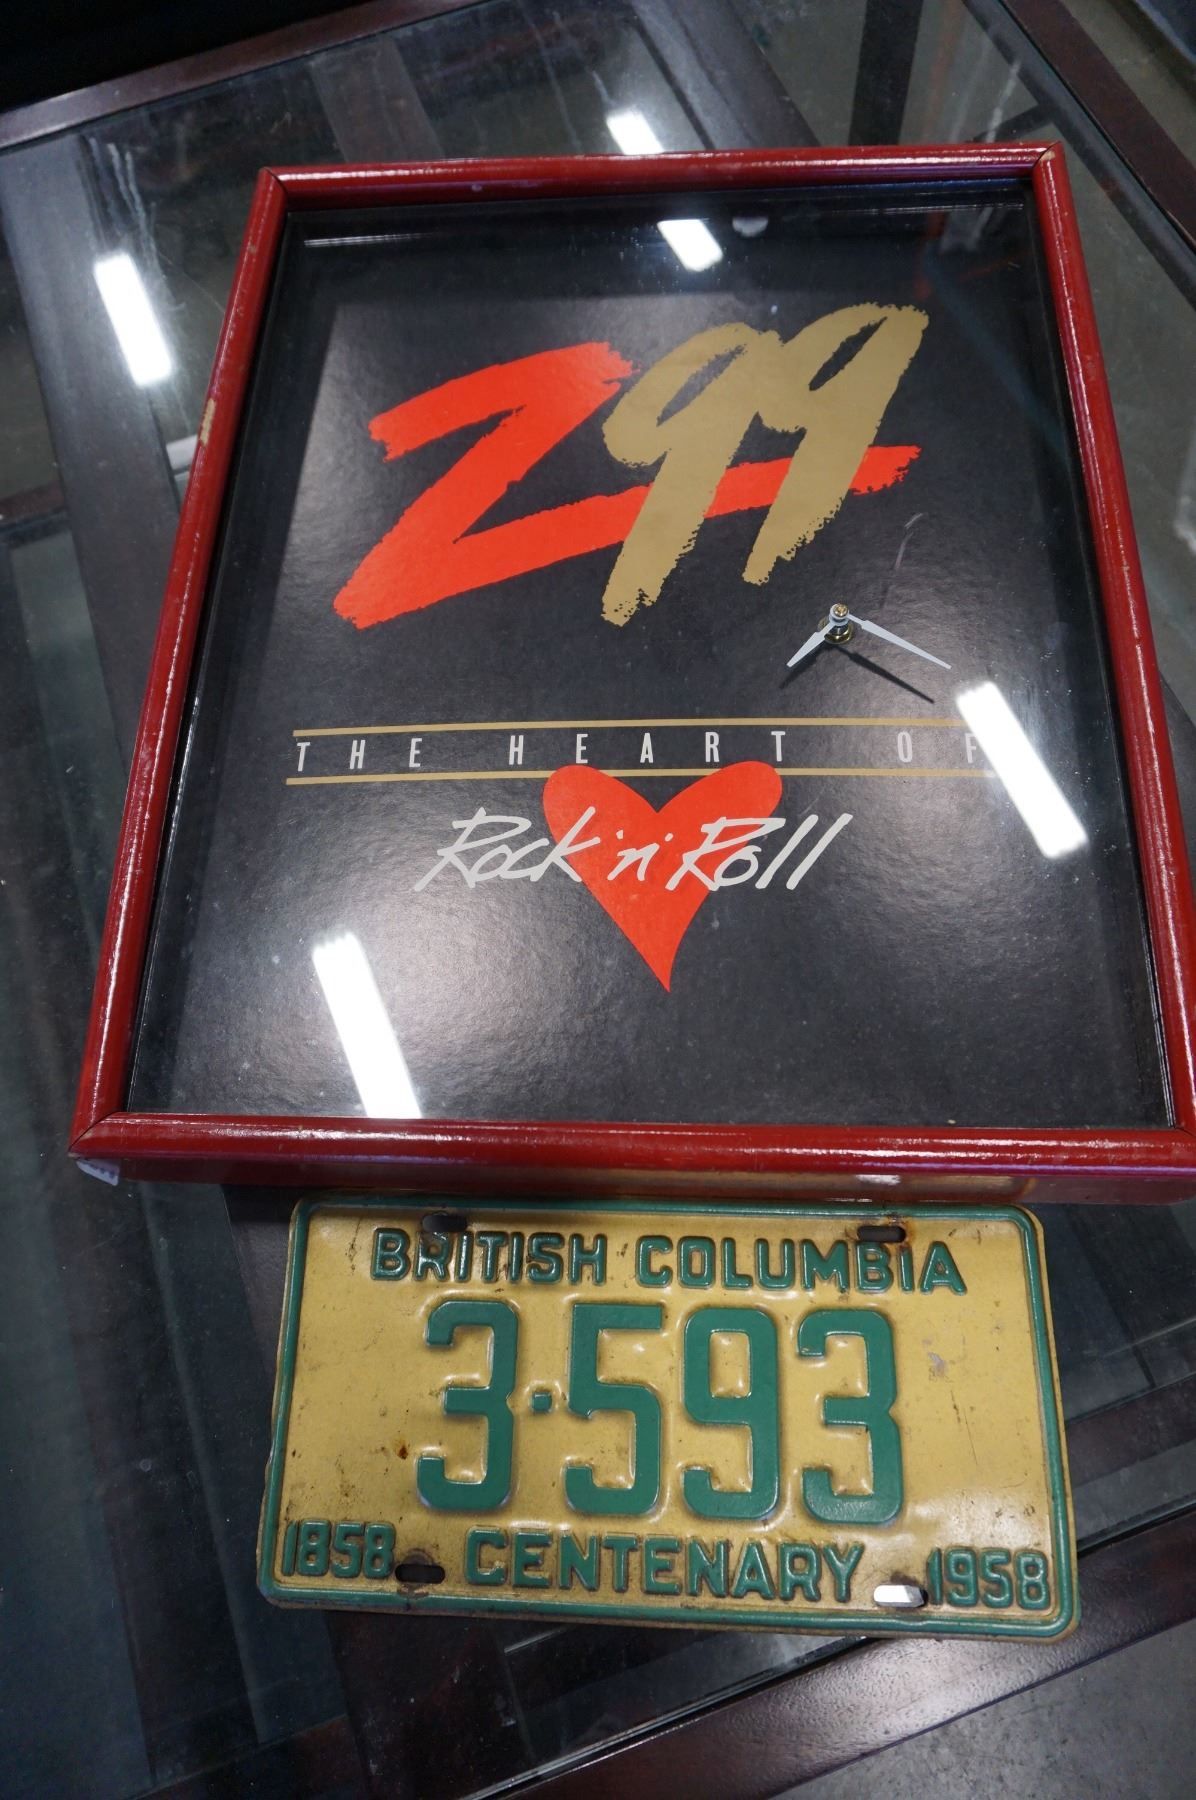 Z99
THE HEART OF
Rock 'n' Roll
BRITISH COLUMBIA
3·593
1858 CENTENARY 1958